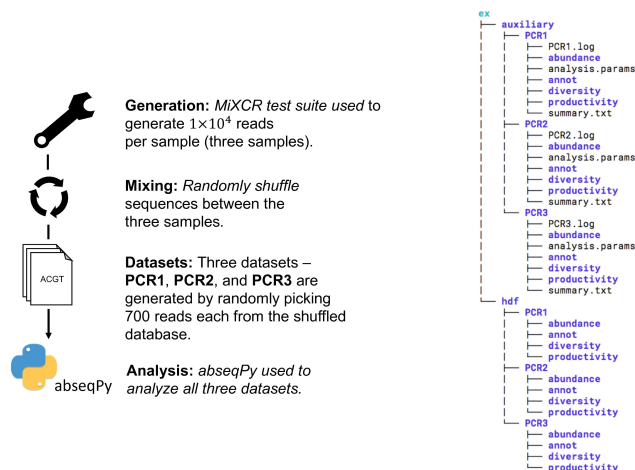 Generation: MiXCR test suite used to
generate 1×10⁴ reads
per sample (three samples).
Mixing: Randomly shuffle
sequences between the
three samples.
ACGT
Datasets: Three datasets –
PCR1, PCR2, and PCR3 are
generated by randomly picking
700 reads each from the shuffled
database.
abseqPy
Analysis: abseqPy used to
analyze all three datasets.
ex
auxiliary
PCR1
PCR1.log
abundance
analysis.params
annot
diversity
productivity
summary.txt
PCR2
PCR2.log
abundance
analysis.params
annot
diversity
productivity
summary.txt
PCR3
PCR3.log
abundance
analysis.params
annot
diversity
productivity
summary.txt
hdf
PCR1
abundance
annot
diversity
productivity
PCR2
abundance
annot
diversity
productivity
PCR3
abundance
annot
diversity
productivity